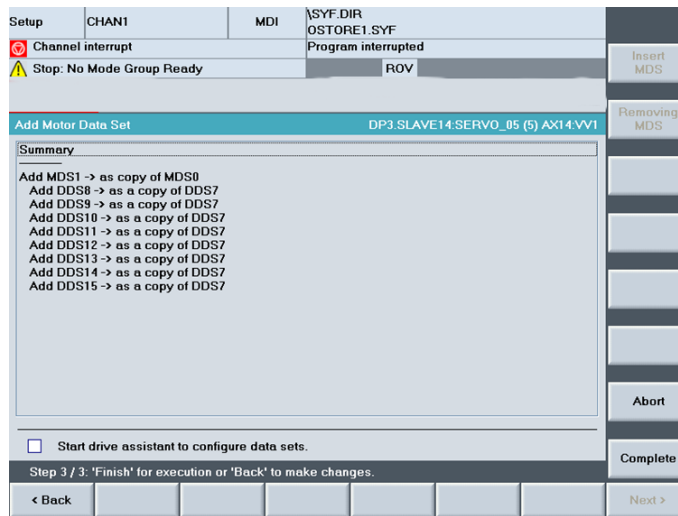 Setup CHAN1 MDI \SYF.DIR
OSTORE1.SYF
Channel interrupt Program interrupted
Stop: No Mode Group Ready ROV
Insert
MDS
Removing
MDS
Add Motor Data Set DP3.SLAVE14:SERVO_05 (5) AX14:VV1
Summary
Add MDS1 -> as copy of MDS0
Add DDS8 -> as a copy of DDS7
Add DDS9 -> as a copy of DDS7
Add DDS10 -> as a copy of DDS7
Add DDS11 -> as a copy of DDS7
Add DDS12 -> as a copy of DDS7
Add DDS13 -> as a copy of DDS7
Add DDS14 -> as a copy of DDS7
Add DDS15 -> as a copy of DDS7
Abort
Start drive assistant to configure data sets.
Complete
Step 3 / 3: 'Finish' for execution or 'Back' to make changes.
< Back Next >